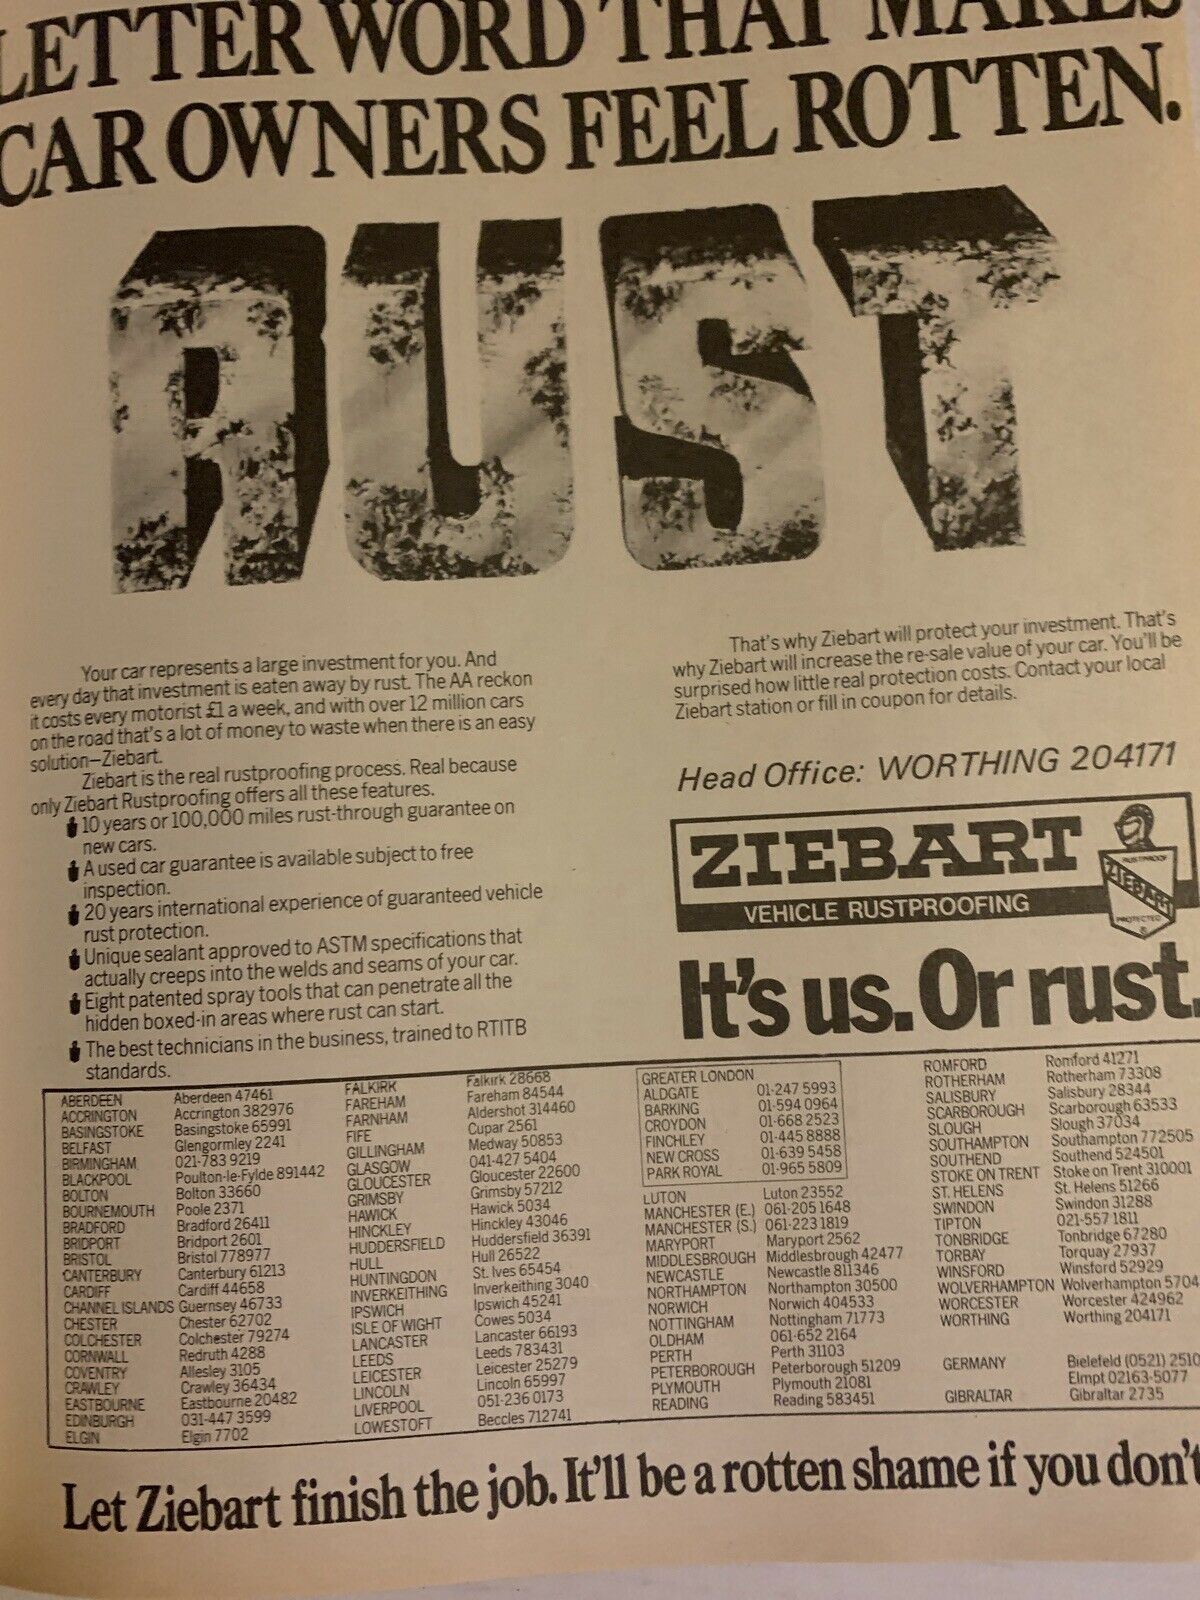 LETTER WORD THAT MAKES
CAR OWNERS FEEL ROTTEN.
RUST
Your car represents a large investment for you. And
every day that investment is eaten away by rust. The AA reckon
it costs every motorist £1 a week, and with over 12 million cars
on the road that's a lot of money to waste when there is an easy
solution—Ziebart.
Ziebart is the real rustproofing process. Real because
only Ziebart Rustproofing offers all these features.
10 years or 100,000 miles rust-through guarantee on
new cars.
A used car guarantee is available subject to free
inspection.
20 years international experience of guaranteed vehicle
rust protection.
Unique sealant approved to ASTM specifications that
actually creeps into the welds and seams of your car.
Eight patented spray tools that can penetrate all the
hidden boxed-in areas where rust can start.
The best technicians in the business, trained to RTITB
standards.
That's why Ziebart will protect your investment. That's
why Ziebart will increase the re-sale value of your car. You'll be
surprised how little real protection costs. Contact your local
Ziebart station or fill in coupon for details.
Head Office: WORTHING 204171
ZIEBART
VEHICLE RUSTPROOFING
RUSTPROOF
ZIEBART
PROTECTED
It's us. Or rust.
ABERDEEN Aberdeen 47461
ACCRINGTON Accrington 382976
BASINGSTOKE Basingstoke 65991
BELFAST Glengormley 2241
BIRMINGHAM 021-783 9219
BLACKPOOL Poulton-le-Fylde 891442
BOLTON Bolton 33660
BOURNEMOUTH Poole 2371
BRADFORD Bradford 26411
BRIDPORT Bridport 2601
BRISTOL Bristol 778977
CANTERBURY Canterbury 61213
CARDIFF Cardiff 44658
CHANNEL ISLANDS Guernsey 46733
CHESTER Chester 62702
COLCHESTER Colchester 79274
CORNWALL Redruth 4288
COVENTRY Allesley 3105
CRAWLEY Crawley 36434
EASTBOURNE Eastbourne 20482
EDINBURGH 031-447 3599
ELGIN Elgin 7702
FALKIRK Falkirk 28668
FAREHAM Fareham 84544
FARNHAM Aldershot 314460
FIFE Cupar 2561
GILLINGHAM Medway 50853
GLASGOW 041-427 5404
GLOUCESTER Gloucester 22600
GRIMSBY Grimsby 57212
HAWICK Hawick 5034
HINCKLEY Hinckley 43046
HUDDERSFIELD Huddersfield 36391
HULL Hull 26522
HUNTINGDON St. Ives 65454
INVERKEITHING Inverkeithing 3040
IPSWICH Ipswich 45241
ISLE OF WIGHT Cowes 5034
LANCASTER Lancaster 66193
LEEDS Leeds 783431
LEICESTER Leicester 25279
LINCOLN Lincoln 65997
LIVERPOOL 051-236 0173
LOWESTOFT Beccles 712741
GREATER LONDON
ALDGATE 01-247 5993
BARKING 01-594 0964
CROYDON 01-668 2523
FINCHLEY 01-445 8888
NEW CROSS 01-639 5458
PARK ROYAL 01-965 5809
LUTON Luton 23552
MANCHESTER (E.) 061-205 1648
MANCHESTER (S.) 061-223 1819
MARYPORT Maryport 2562
MIDDLESBROUGH Middlesbrough 42477
NEWCASTLE Newcastle 811346
NORTHAMPTON Northampton 30500
NORWICH Norwich 404533
NOTTINGHAM Nottingham 71773
OLDHAM 061-652 2164
PERTH Perth 31103
PETERBOROUGH Peterborough 51209
PLYMOUTH Plymouth 21081
READING Reading 583451
ROMFORD Romford 41271
ROTHERHAM Rotherham 73308
SALISBURY Salisbury 28344
SCARBOROUGH Scarborough 63533
SLOUGH Slough 37034
SOUTHAMPTON Southampton 772505
SOUTHEND Southend 524501
STOKE ON TRENT Stoke on Trent 310001
ST. HELENS St. Helens 51266
SWINDON Swindon 31288
TIPTON 021-557 1811
TONBRIDGE Tonbridge 67280
TORBAY Torquay 27937
WINSFORD Winsford 52929
WOLVERHAMPTON Wolverhampton 5704
WORCESTER Worcester 424962
WORTHING Worthing 204171
GERMANY Bielefeld (0521) 2510
Elmpt 02163-5077
GIBRALTAR Gibraltar 2735
Let Ziebart finish the job. It'll be a rotten shame if you don't